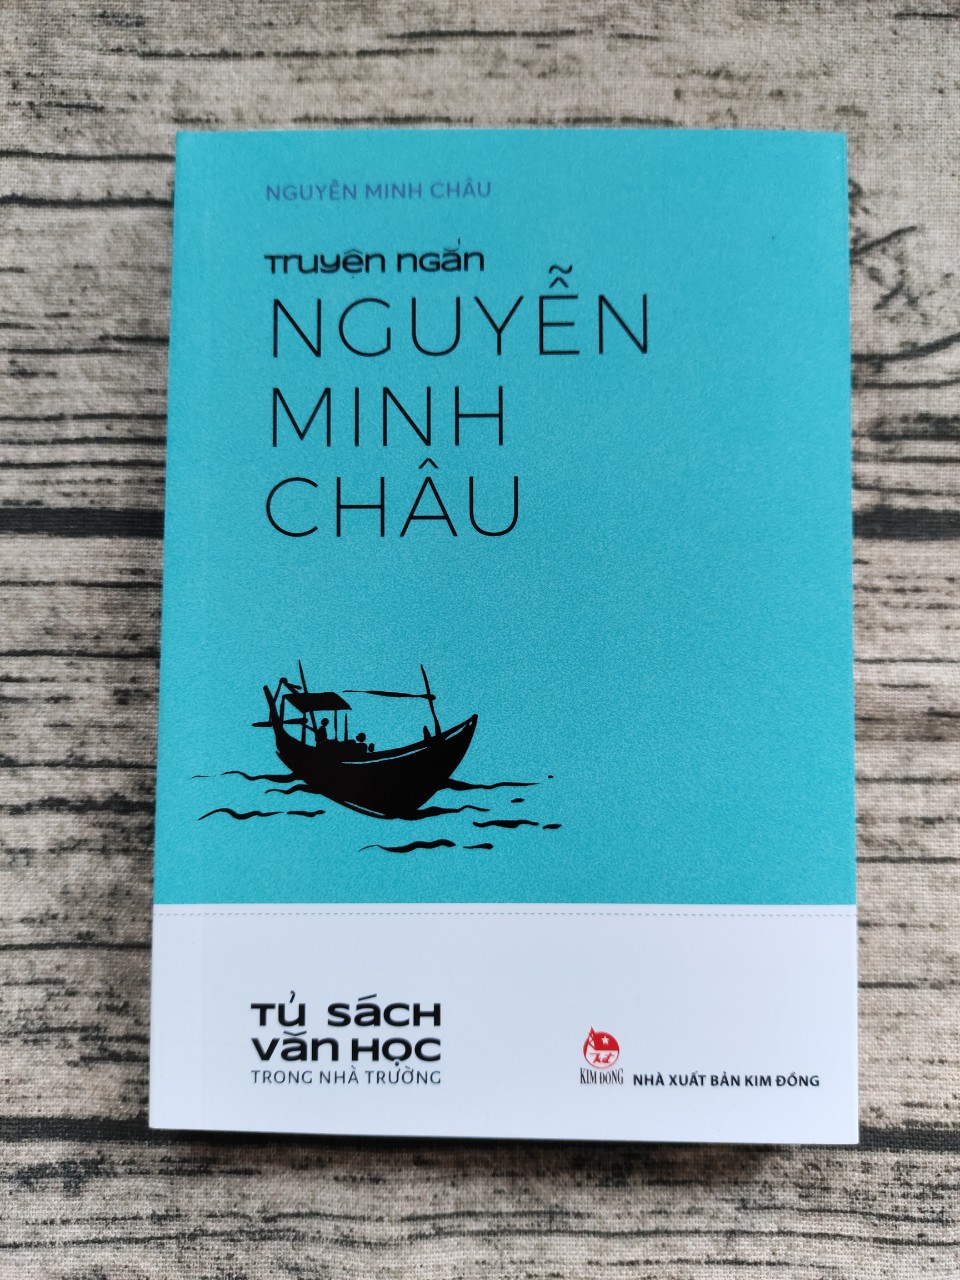 NGUYỄN MINH CHÂU
Truyện ngắn
NGUYỄN
MINH
CHÂU
Tủ sách
văn học
TRONG NHÀ TRƯỜNG
KIM ĐỒNG
NHÀ XUẤT BẢN KIM ĐỒNG